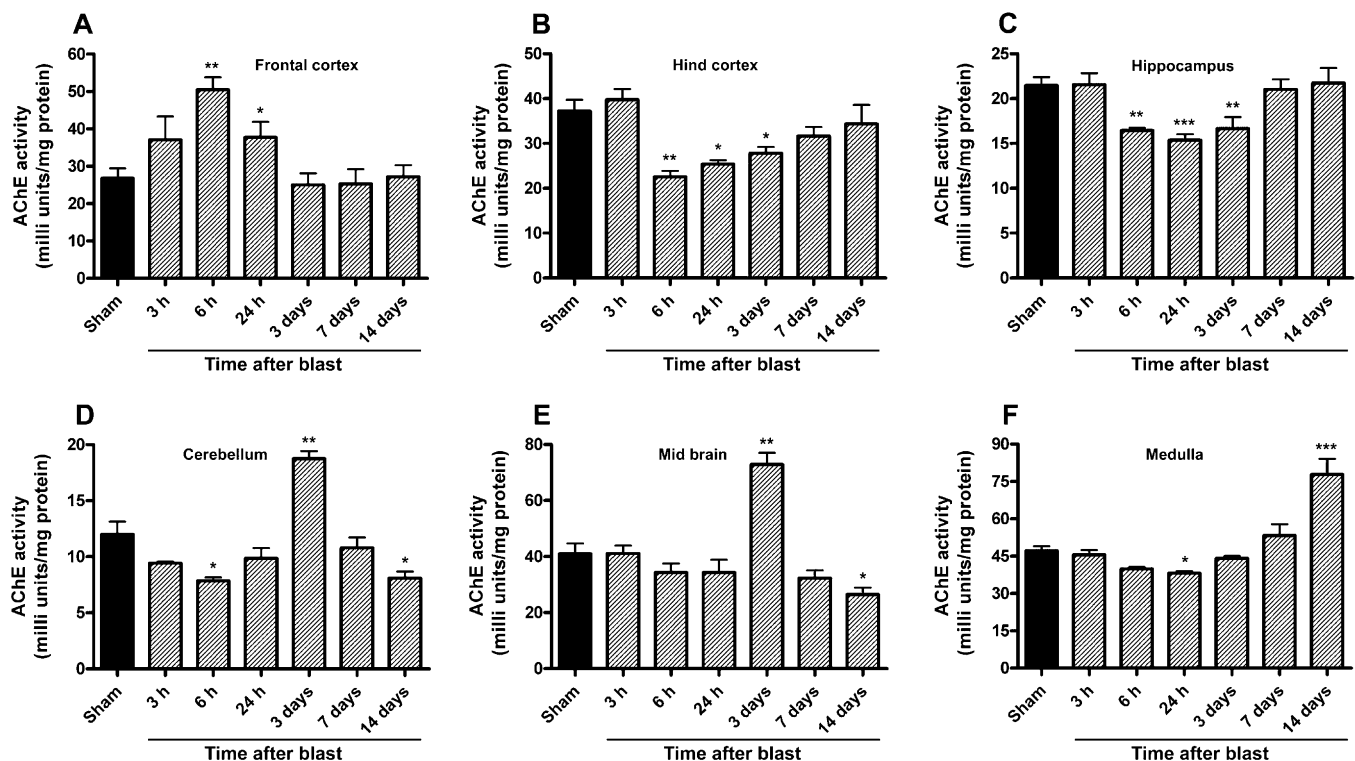 A
Frontal cortex
AChE activity
(milli units/mg protein)
60
50
40
30
20
10
0
**
*
Sham
3 h
6 h
24 h
3 days
7 days
14 days
Time after blast
B
Hind cortex
AChE activity
(milli units/mg protein)
50
40
30
20
10
0
**
*
*
Sham
3 h
6 h
24 h
3 days
7 days
14 days
Time after blast
C
Hippocampus
AChE activity
(milli units/mg protein)
25
20
15
10
5
0
**
***
**
Sham
3 h
6 h
24 h
3 days
7 days
14 days
Time after blast
D
Cerebellum
AChE activity
(milli units/mg protein)
20
15
10
5
0
*
**
*
Sham
3 h
6 h
24 h
3 days
7 days
14 days
Time after blast
E
Mid brain
AChE activity
(milli units/mg protein)
80
60
40
20
0
**
*
Sham
3 h
6 h
24 h
3 days
7 days
14 days
Time after blast
F
Medulla
AChE activity
(milli units/mg protein)
90
75
60
45
30
15
0
*
***
Sham
3 h
6 h
24 h
3 days
7 days
14 days
Time after blast